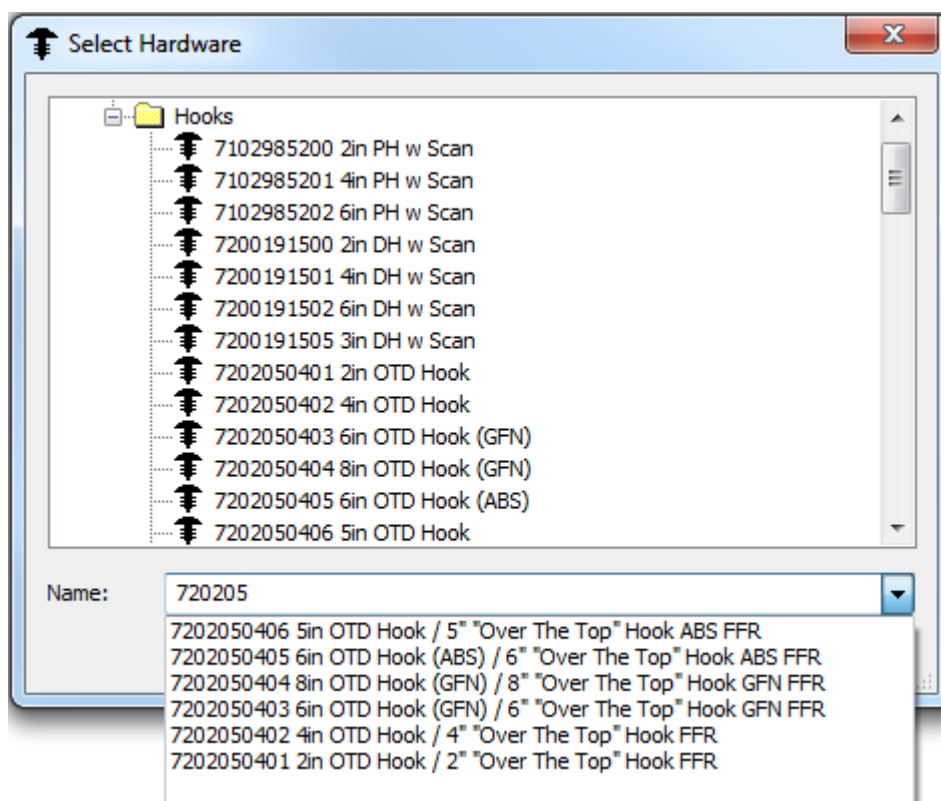 Select Hardware
Hooks
7102985200 2in PH w Scan
7102985201 4in PH w Scan
7102985202 6in PH w Scan
7200191500 2in DH w Scan
7200191501 4in DH w Scan
7200191502 6in DH w Scan
7200191505 3in DH w Scan
7202050401 2in OTD Hook
7202050402 4in OTD Hook
7202050403 6in OTD Hook (GFN)
7202050404 8in OTD Hook (GFN)
7202050405 6in OTD Hook (ABS)
7202050406 5in OTD Hook
Name: 720205
7202050406 5in OTD Hook / 5" "Over The Top" Hook ABS FFR
7202050405 6in OTD Hook (ABS) / 6" "Over The Top" Hook ABS FFR
7202050404 8in OTD Hook (GFN) / 8" "Over The Top" Hook GFN FFR
7202050403 6in OTD Hook (GFN) / 6" "Over The Top" Hook GFN FFR
7202050402 4in OTD Hook / 4" "Over The Top" Hook FFR
7202050401 2in OTD Hook / 2" "Over The Top" Hook FFR